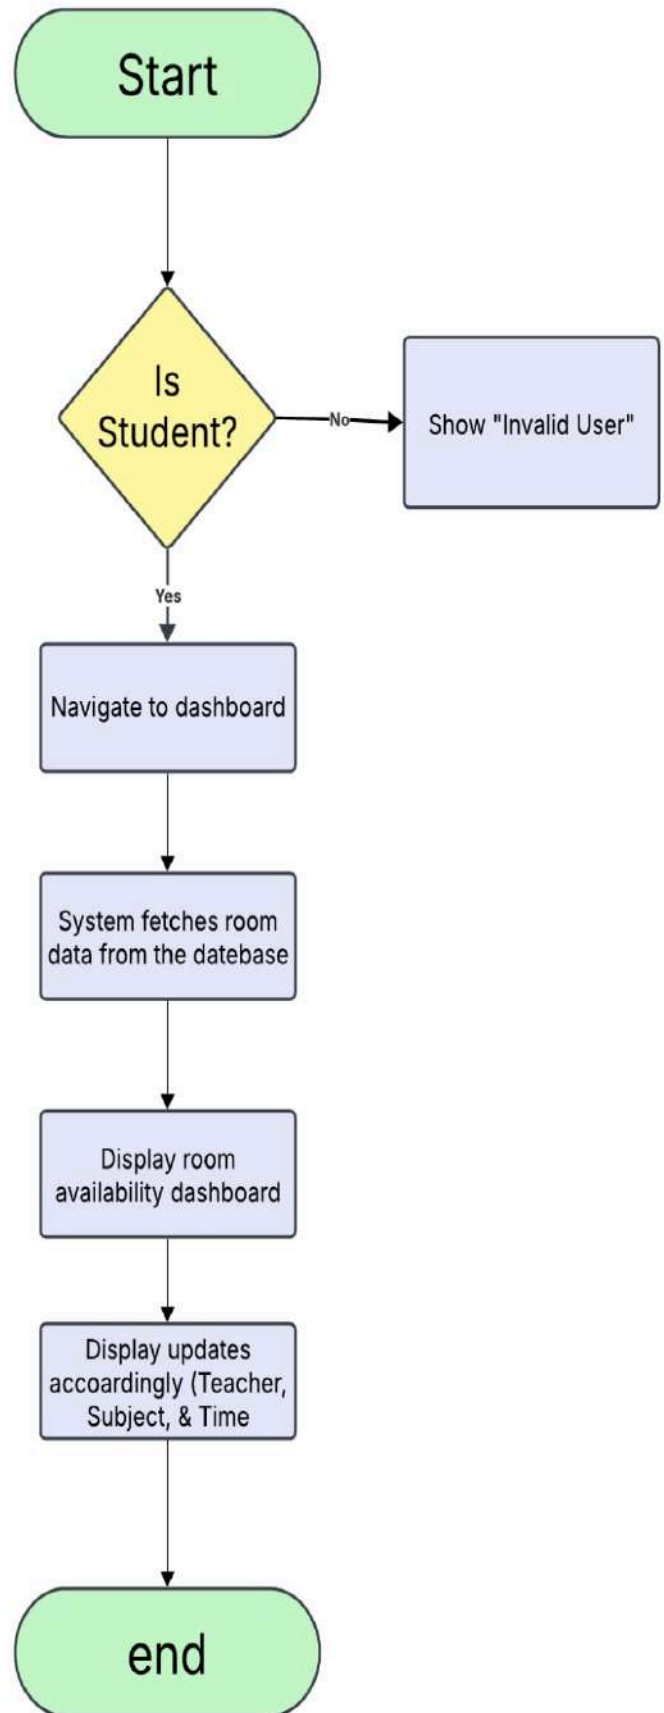 Start
Is
Student?
No
Show "Invalid User"
Yes
Navigate to dashboard
System fetches room
data from the datebase
Display room
availability dashboard
Display updates
accoardingly (Teacher,
Subject, & Time
end